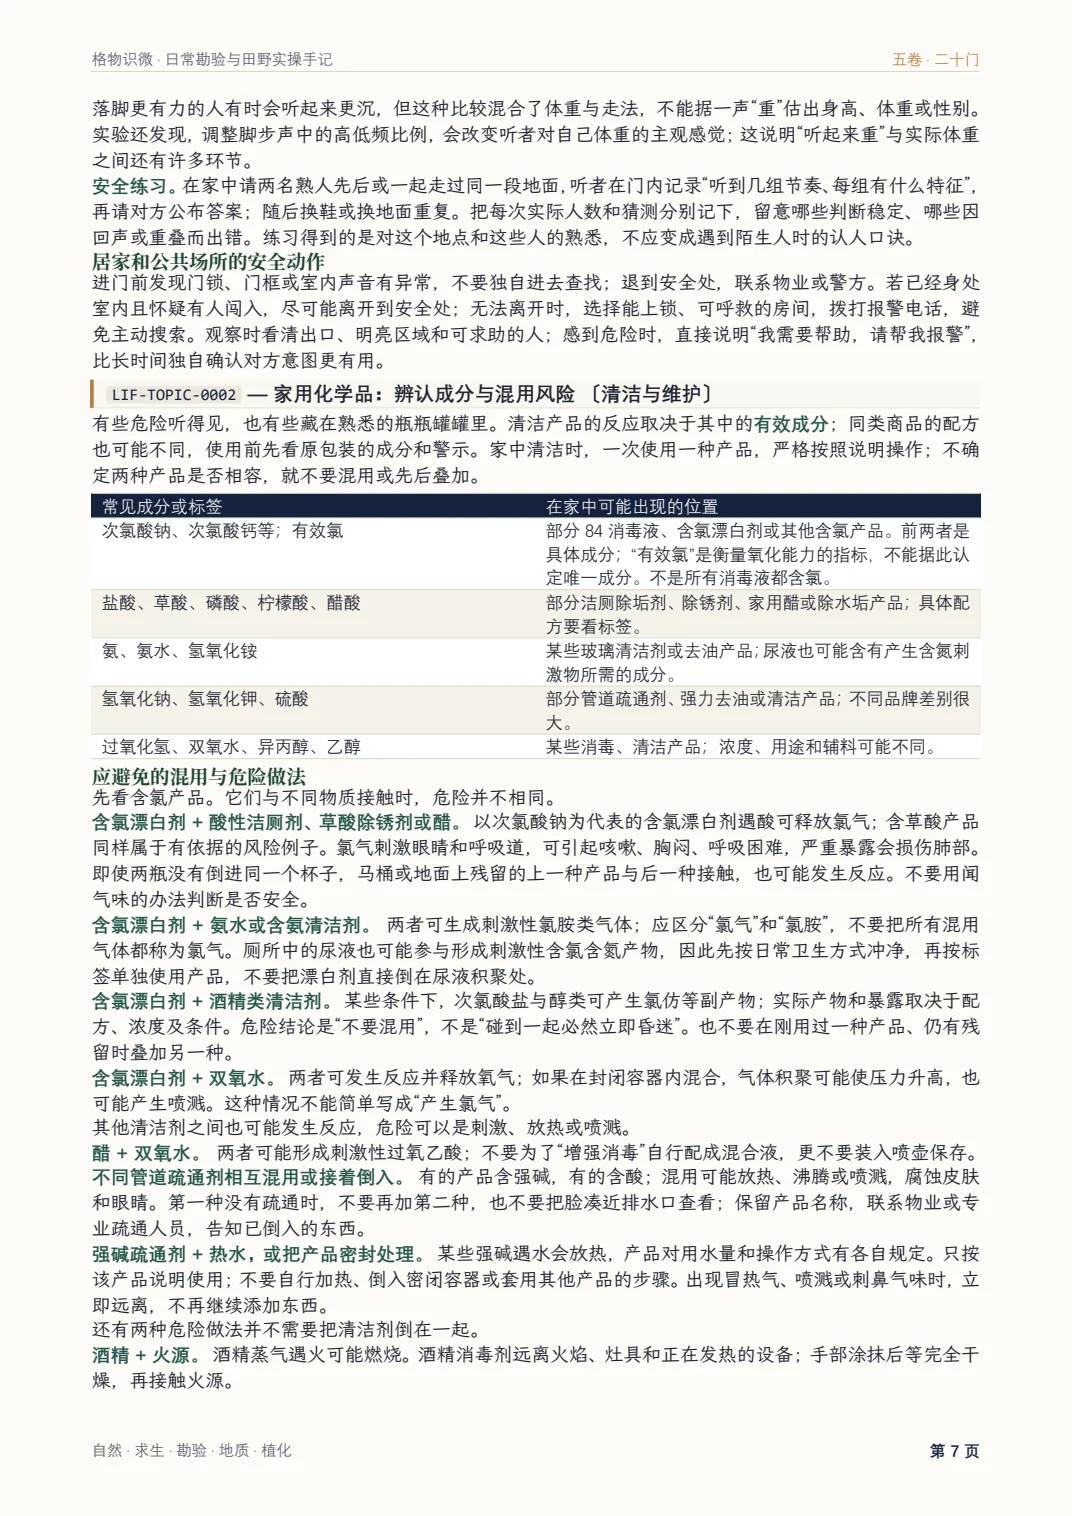 格物识微 · 日常勘验与田野实操手记
五卷 · 二十门
落脚更有力的人有时会听起来更沉，但这种比较混合了体重与走法，不能据一声“重”估出身高、体重或性别。
实验还发现，调整脚步声中的高低频比例，会改变听者对自己体重的主观感觉；这说明“听起来重”与实际体重
之间还有许多环节。
安全练习。在家中请两名熟人先后或一起走过同一段地面，听者在门内记录“听到几组节奏、每组有什么特征”，
再请对方公布答案；随后换鞋或换地面重复。把每次实际人数和猜测分别记下，留意哪些判断稳定、哪些因
回声或重叠而出错。练习得到的是对这个地点和这些人的熟悉，不应变成遇到陌生人时的认人口诀。
居家和公共场所的安全动作
进门前发现门锁、门框或室内声音有异常，不要独自进去查找；退到安全处，联系物业或警方。若已经身处
室内且怀疑有人闯入，尽可能离开到安全处；无法离开时，选择能上锁、可呼救的房间，拨打报警电话，避
免主动搜索。观察时看清出口、明亮区域和可求助的人；感到危险时，直接说明“我需要帮助，请帮我报警”，
比长时间独自确认对方意图更有用。
LIF-TOPIC-0002 — 家用化学品：辨认成分与混用风险 〔清洁与维护〕
有些危险听得见，也有些藏在熟悉的瓶瓶罐罐里。清洁产品的反应取决于其中的有效成分；同类商品的配方
也可能不同，使用前先看原包装的成分和警示。家中清洁时，一次使用一种产品，严格按照说明操作；不确
定两种产品是否相容，就不要混用或先后叠加。
常见成分或标签
在家中可能出现的位置
次氯酸钠、次氯酸钙等；有效氯
部分 84 消毒液、含氯漂白剂或其他含氯产品。前两者是
具体成分；“有效氯”是衡量氧化能力的指标，不能据此认
定唯一成分。不是所有消毒液都含氯。
盐酸、草酸、磷酸、柠檬酸、醋酸
部分洁厕除垢剂、除锈剂、家用醋或除水垢产品；具体配
方要看标签。
氨、氨水、氢氧化铵
某些玻璃清洁剂或去油产品；尿液也可能含有产生含氮刺
激物所需的成分。
氢氧化钠、氢氧化钾、硫酸
部分管道疏通剂、强力去油或清洁产品；不同品牌差别很
大。
过氧化氢、双氧水、异丙醇、乙醇
某些消毒、清洁产品；浓度、用途和辅料可能不同。
应避免的混用与危险做法
先看含氯产品。它们与不同物质接触时，危险并不相同。
含氯漂白剂 + 酸性洁厕剂、草酸除锈剂或醋。 以次氯酸钠为代表的含氯漂白剂遇酸可释放氯气；含草酸产品
同样属于有依据的风险例子。氯气刺激眼睛和呼吸道，可引起咳嗽、胸闷、呼吸困难，严重暴露会损伤肺部。
即使两瓶没有倒进同一个杯子，马桶或地面上残留的上一种产品与后一种接触，也可能发生反应。不要用闻
气味的办法判断是否安全。
含氯漂白剂 + 氨水或含氨清洁剂。 两者可生成刺激性氯胺类气体；应区分“氯气”和“氯胺”，不要把所有混用
气体都称为氯气。厕所中的尿液也可能参与形成刺激性含氯含氮产物，因此先按日常卫生方式冲净，再按标
签单独使用产品，不要把漂白剂直接倒在尿液积聚处。
含氯漂白剂 + 酒精类清洁剂。 某些条件下，次氯酸盐与醇类可产生氯仿等副产物；实际产物和暴露取决于配
方、浓度及条件。危险结论是“不要混用”，不是“碰到一起必然立即昏迷”。也不要在刚用过一种产品、仍有残
留时叠加另一种。
含氯漂白剂 + 双氧水。 两者可发生反应并释放氧气；如果在封闭容器内混合，气体积聚可能使压力升高，也
可能产生喷溅。这种情况不能简单写成“产生氯气”。
其他清洁剂之间也可能发生反应，危险可以是刺激、放热或喷溅。
醋 + 双氧水。 两者可能形成刺激性过氧乙酸；不要为了“增强消毒”自行配成混合液，更不要装入喷壶保存。
不同管道疏通剂相互混用或接着倒入。 有的产品含强碱，有的含酸；混用可能放热、沸腾或喷溅，腐蚀皮肤
和眼睛。第一种没有疏通时，不要再加第二种，也不要把脸凑近排水口查看；保留产品名称，联系物业或专
业疏通人员，告知已倒入的东西。
强碱疏通剂 + 热水，或把产品密封处理。 某些强碱遇水会放热，产品对用水量和操作方式有各自规定。只按
该产品说明使用；不要自行加热、倒入密闭容器或套用其他产品的步骤。出现冒热气、喷溅或刺鼻气味时，立
即远离，不再继续添加东西。
还有两种危险做法并不需要把清洁剂倒在一起。
酒精 + 火源。 酒精蒸气遇火可能燃烧。酒精消毒剂远离火焰、灶具和正在发热的设备；手部涂抹后等完全干
燥，再接触火源。
自然 · 求生 · 勘验 · 地质 · 植化
第 7 页